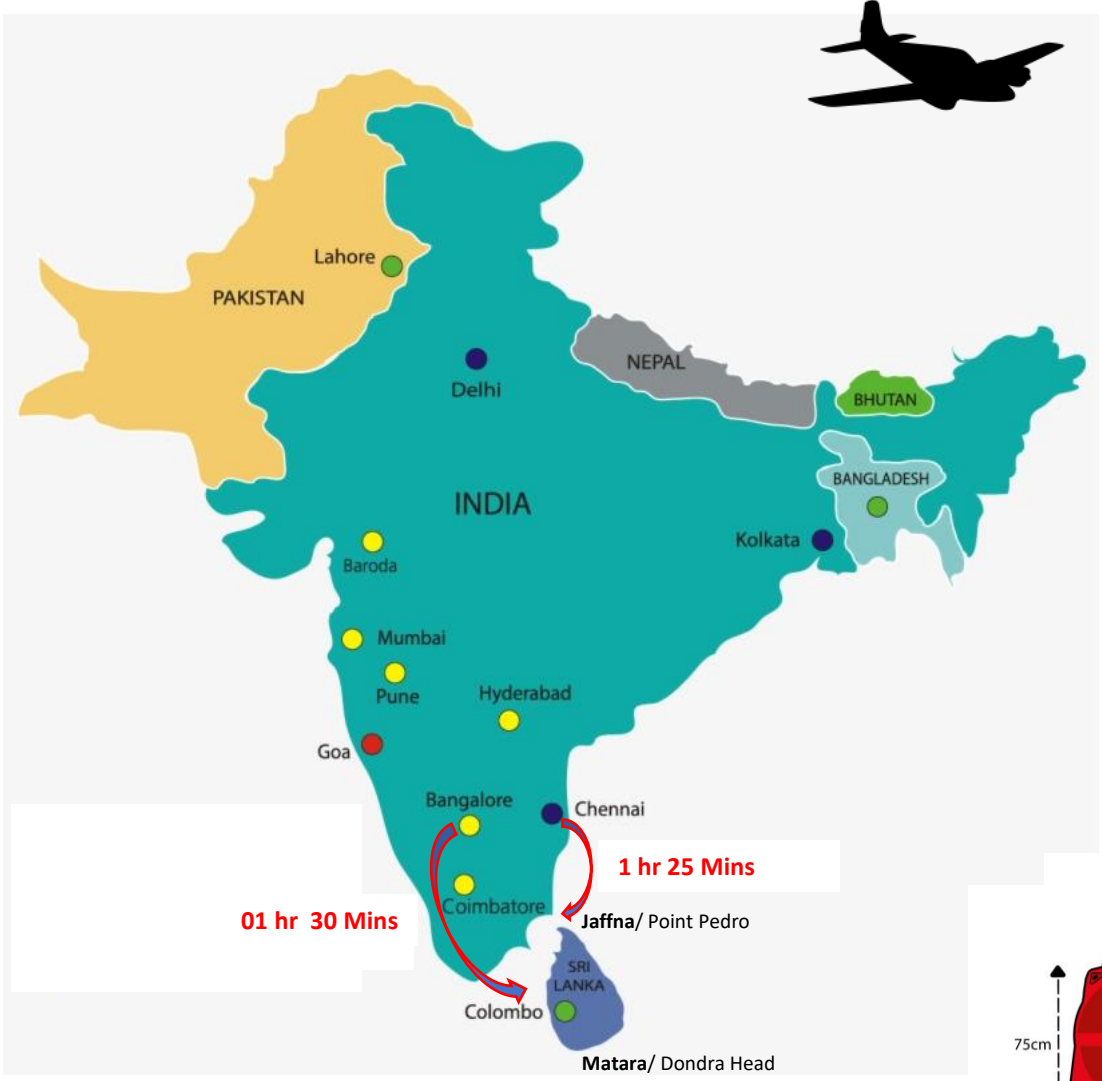 Lahore
PAKISTAN
NEPAL
Delhi
BHUTAN
BANGLADESH
INDIA
Kolkata
Baroda
Mumbai
Pune
Hyderabad
Goa
Bangalore
Chennai
1 hr 25 Mins
Coimbatore
01 hr 30 Mins
Jaffna/ Point Pedro
SRI
LANKA
Colombo
75cm
Matara/ Dondra Head